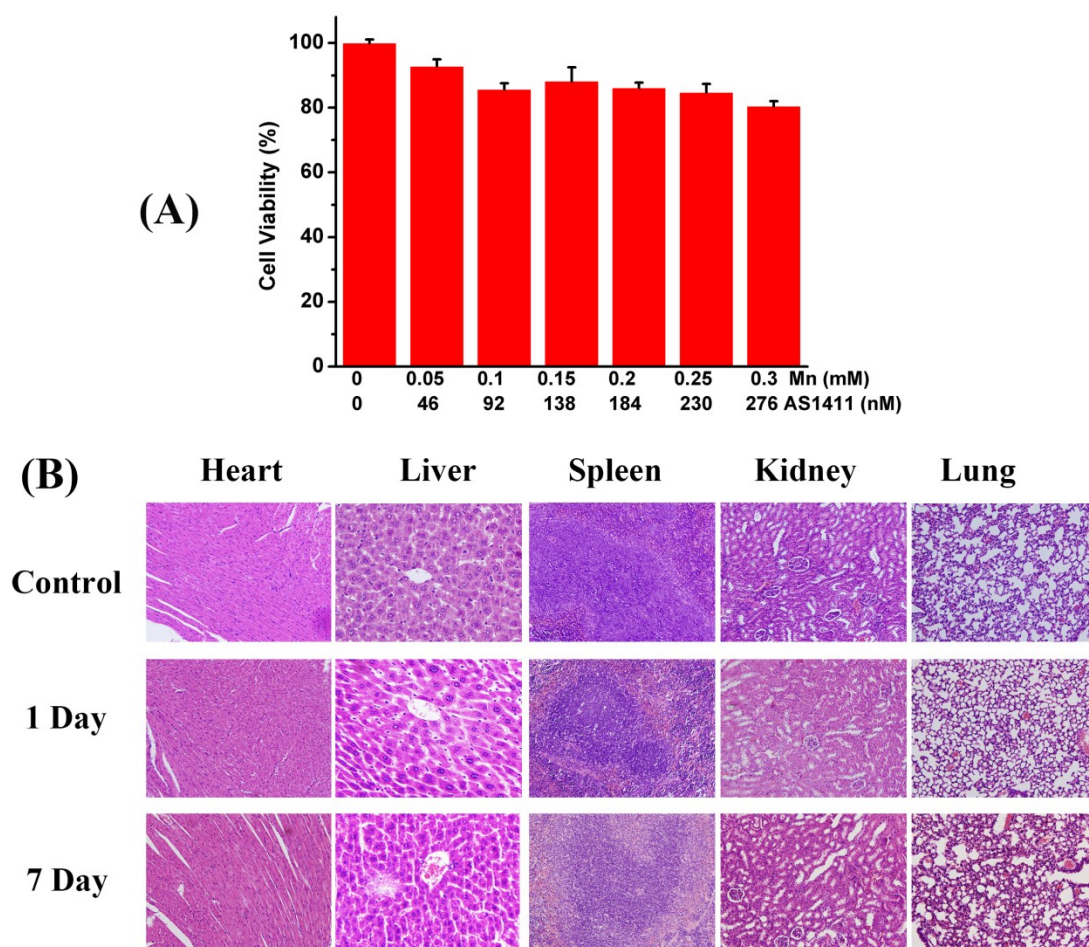 (A)
Cell Viability (%)
100
80
60
40
20
0
0 0.05 0.1 0.15 0.2 0.25 0.3 Mn (mM)
0 46 92 138 184 230 276 AS1411 (nM)
(B)
Heart Liver Spleen Kidney Lung
Control
1 Day
7 Day